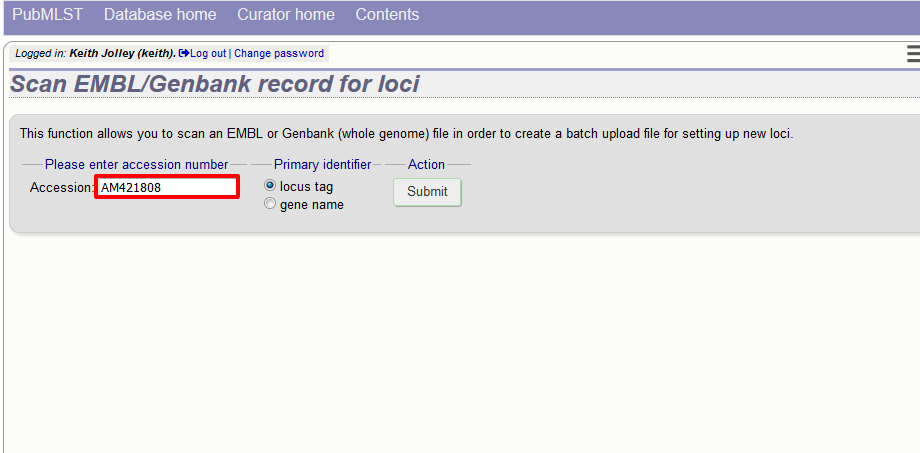 PubMLST Database home Curator home Contents
Logged in: Keith Jolley (keith). Log out | Change password
Scan EMBL/Genbank record for loci
This function allows you to scan an EMBL or Genbank (whole genome) file in order to create a batch upload file for setting up new loci.
Please enter accession number Primary identifier Action
Accession: AM421808 locus tag Submit
gene name